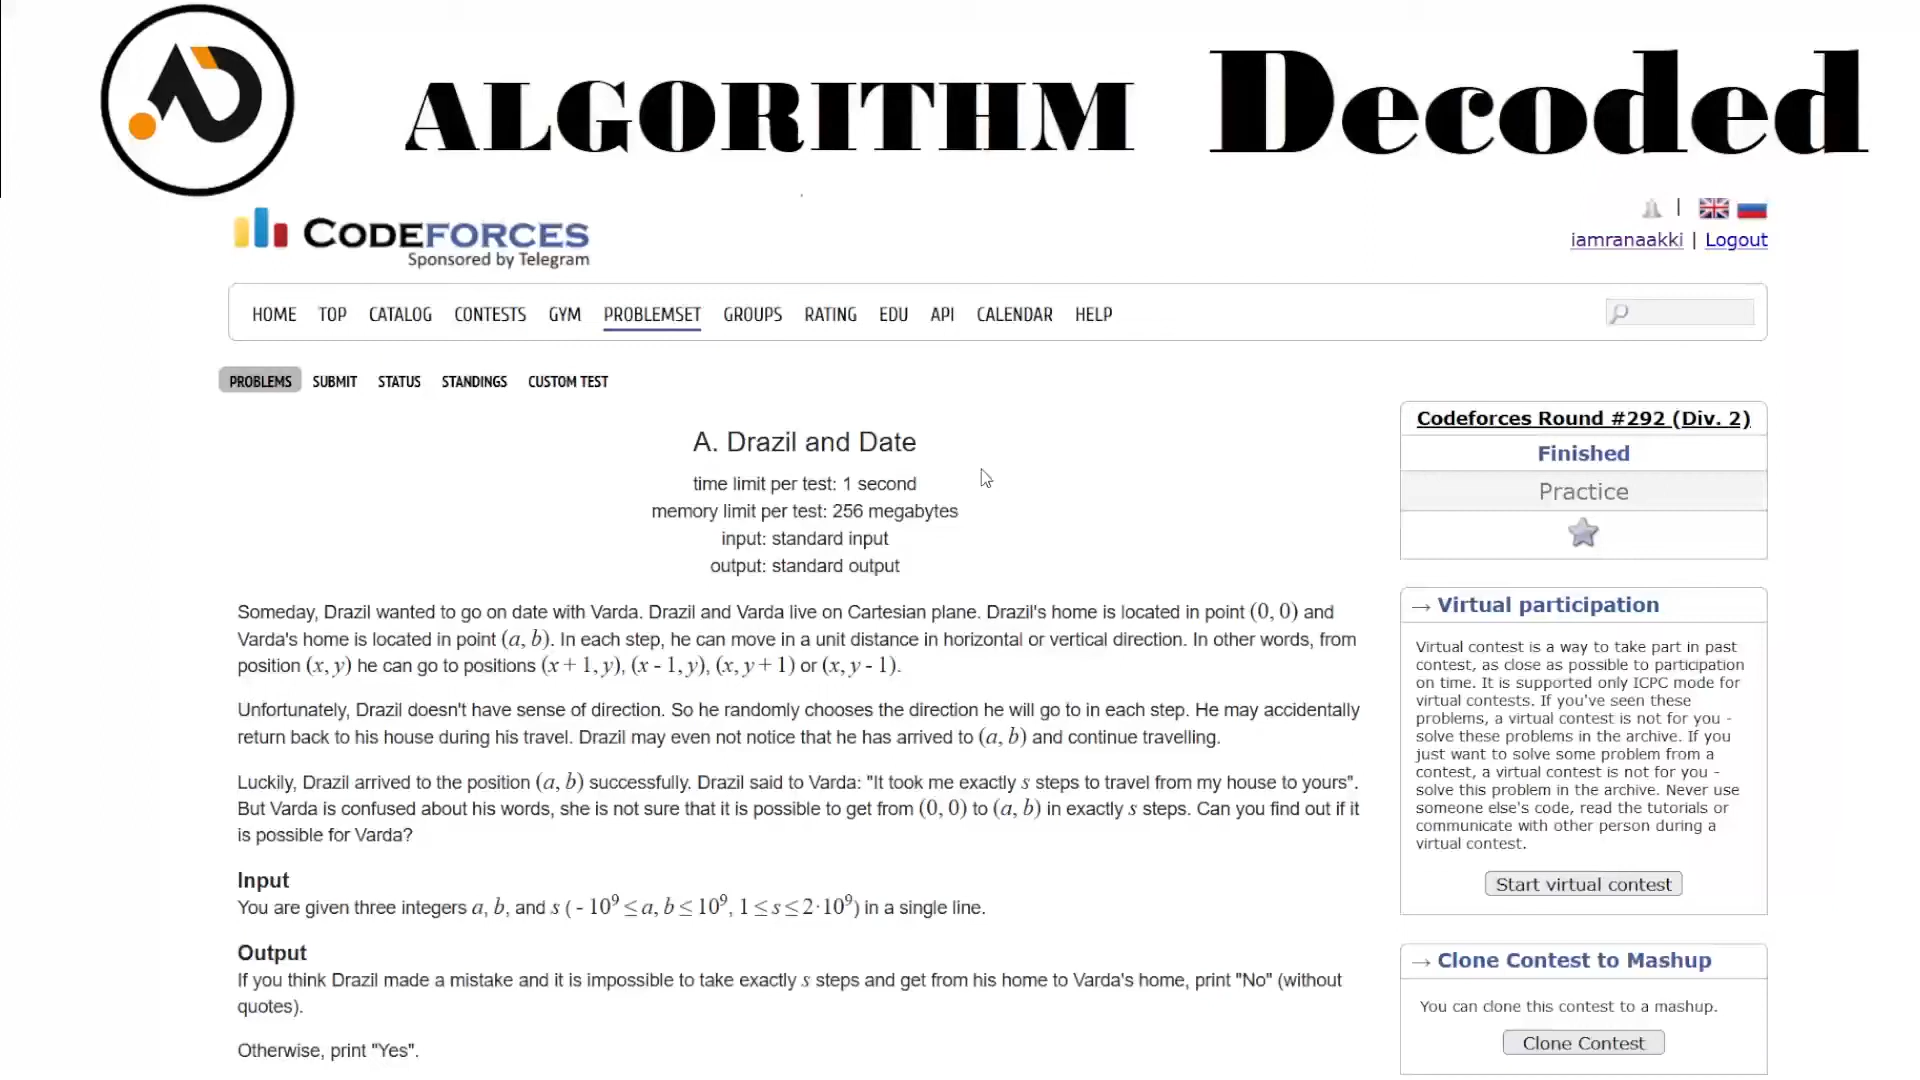 ALGORITHM Decoded
CODEFORCES
Sponsored by Telegram
|
iamranaakki | Logout
HOME TOP CATALOG CONTESTS GYM PROBLEMSET GROUPS RATING EDU API CALENDAR HELP
PROBLEMS SUBMIT STATUS STANDINGS CUSTOM TEST
A. Drazil and Date
time limit per test: 1 second
memory limit per test: 256 megabytes
input: standard input
output: standard output
Someday, Drazil wanted to go on date with Varda. Drazil and Varda live on Cartesian plane. Drazil's home is located in point (0, 0) and
Varda's home is located in point (a, b). In each step, he can move in a unit distance in horizontal or vertical direction. In other words, from
position (x, y) he can go to positions (x + 1, y), (x - 1, y), (x, y + 1) or (x, y - 1).
Unfortunately, Drazil doesn't have sense of direction. So he randomly chooses the direction he will go to in each step. He may accidentally
return back to his house during his travel. Drazil may even not notice that he has arrived to (a, b) and continue travelling.
Luckily, Drazil arrived to the position (a, b) successfully. Drazil said to Varda: "It took me exactly s steps to travel from my house to yours".
But Varda is confused about his words, she is not sure that it is possible to get from (0, 0) to (a, b) in exactly s steps. Can you find out if it
is possible for Varda?
Input
You are given three integers a, b, and s ( - 10⁹ ≤ a, b ≤ 10⁹, 1 ≤ s ≤ 2·10⁹) in a single line.
Output
If you think Drazil made a mistake and it is impossible to take exactly s steps and get from his home to Varda's home, print "No" (without
quotes).
Otherwise, print "Yes".
Codeforces Round #292 (Div. 2)
Finished
Practice
→ Virtual participation
Virtual contest is a way to take part in past
contest, as close as possible to participation
on time. It is supported only ICPC mode for
virtual contests. If you've seen these
problems, a virtual contest is not for you -
solve these problems in the archive. If you
just want to solve some problem from a
contest, a virtual contest is not for you -
solve this problem in the archive. Never use
someone else's code, read the tutorials or
communicate with other person during a
virtual contest.
Start virtual contest
→ Clone Contest to Mashup
You can clone this contest to a mashup.
Clone Contest